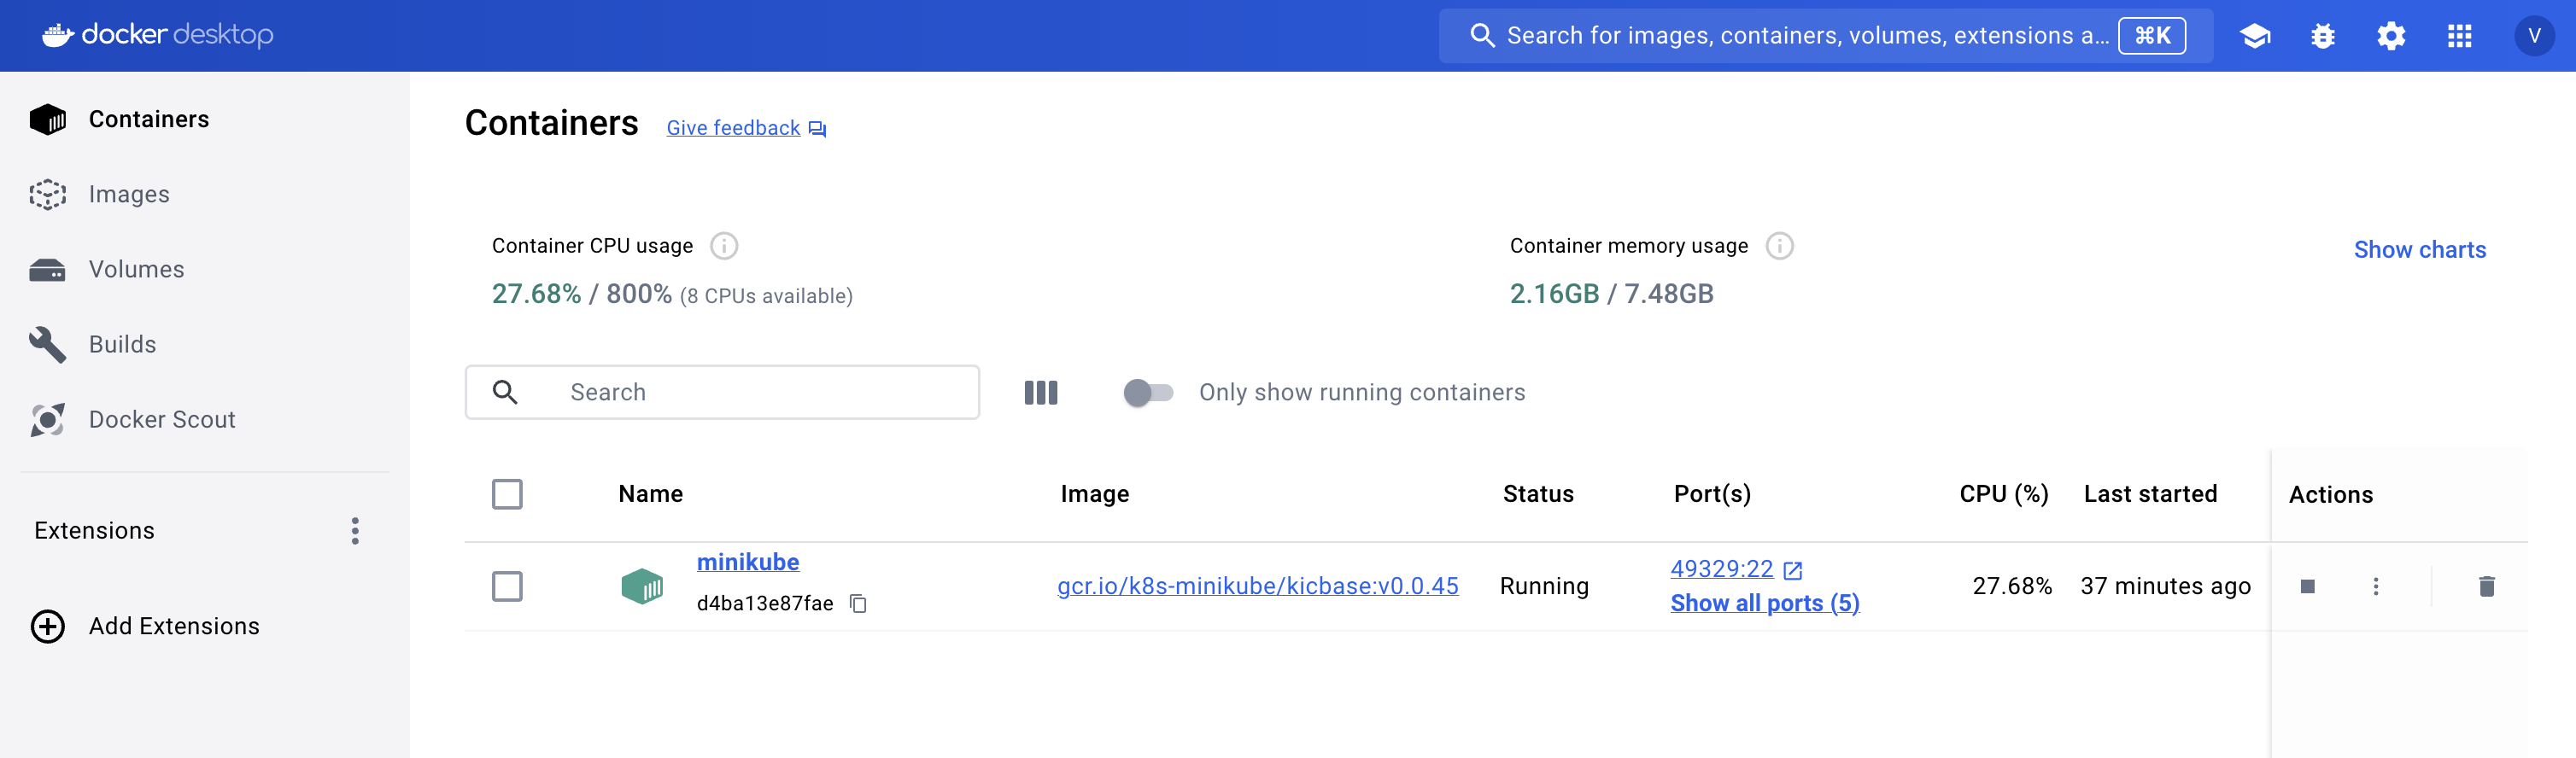 docker desktop
Search for images, containers, volumes, extensions a... ⌘K
V
Containers
Images
Volumes
Builds
Docker Scout
Extensions
Add Extensions
Containers Give feedback
Container CPU usage
27.68% / 800% (8 CPUs available)
Container memory usage
2.16GB / 7.48GB
Show charts
Search
Only show running containers
Name Image Status Port(s) CPU (%) Last started Actions
minikube
d4ba13e87fae
gcr.io/k8s-minikube/kicbase:v0.0.45
Running
49329:22
Show all ports (5)
27.68%
37 minutes ago